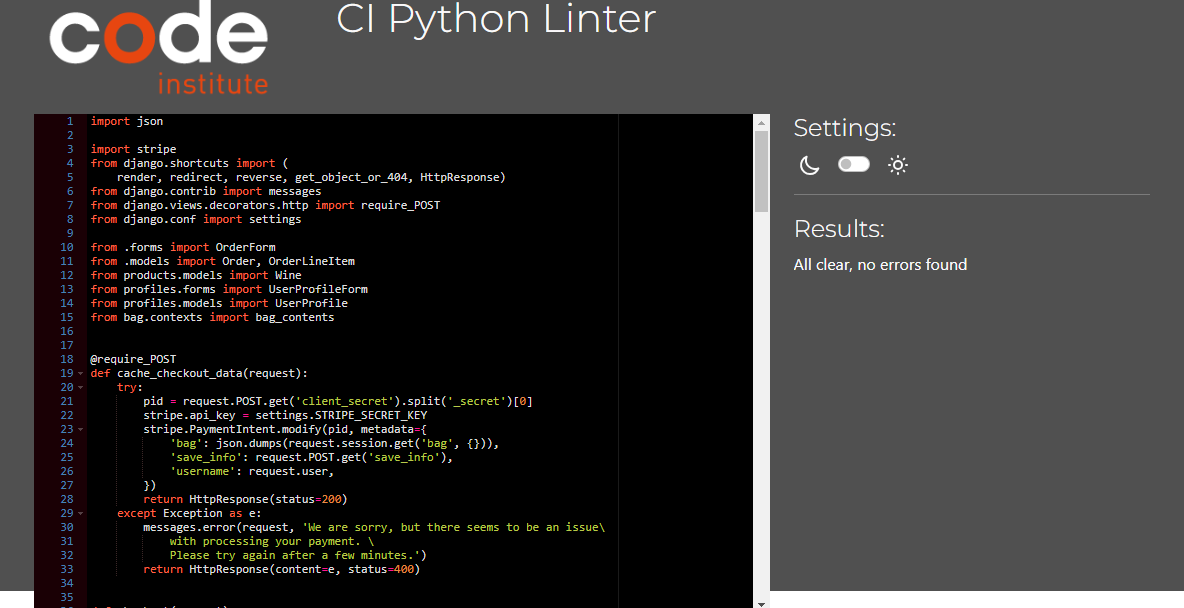 code
institute
CI Python Linter
1 import json
2
3 import stripe
4 from django.shortcuts import (
5     render, redirect, reverse, get_object_or_404, HttpResponse)
6 from django.contrib import messages
7 from django.views.decorators.http import require_POST
8 from django.conf import settings
9
10 from .forms import OrderForm
11 from .models import Order, OrderLineItem
12 from products.models import Wine
13 from profiles.forms import UserProfileForm
14 from profiles.models import UserProfile
15 from bag.contexts import bag_contents
16
17
18 @require_POST
19 def cache_checkout_data(request):
20     try:
21         pid = request.POST.get('client_secret').split('_secret')[0]
22         stripe.api_key = settings.STRIPE_SECRET_KEY
23         stripe.PaymentIntent.modify(pid, metadata={
24             'bag': json.dumps(request.session.get('bag', {})),
25             'save_info': request.POST.get('save_info'),
26             'username': request.user,
27         })
28         return HttpResponse(status=200)
29     except Exception as e:
30         messages.error(request, 'We are sorry, but there seems to be an issue\
31             with processing your payment. \
32             Please try again after a few minutes.')
33         return HttpResponse(content=e, status=400)
34
35
Settings:
Results:
All clear, no errors found